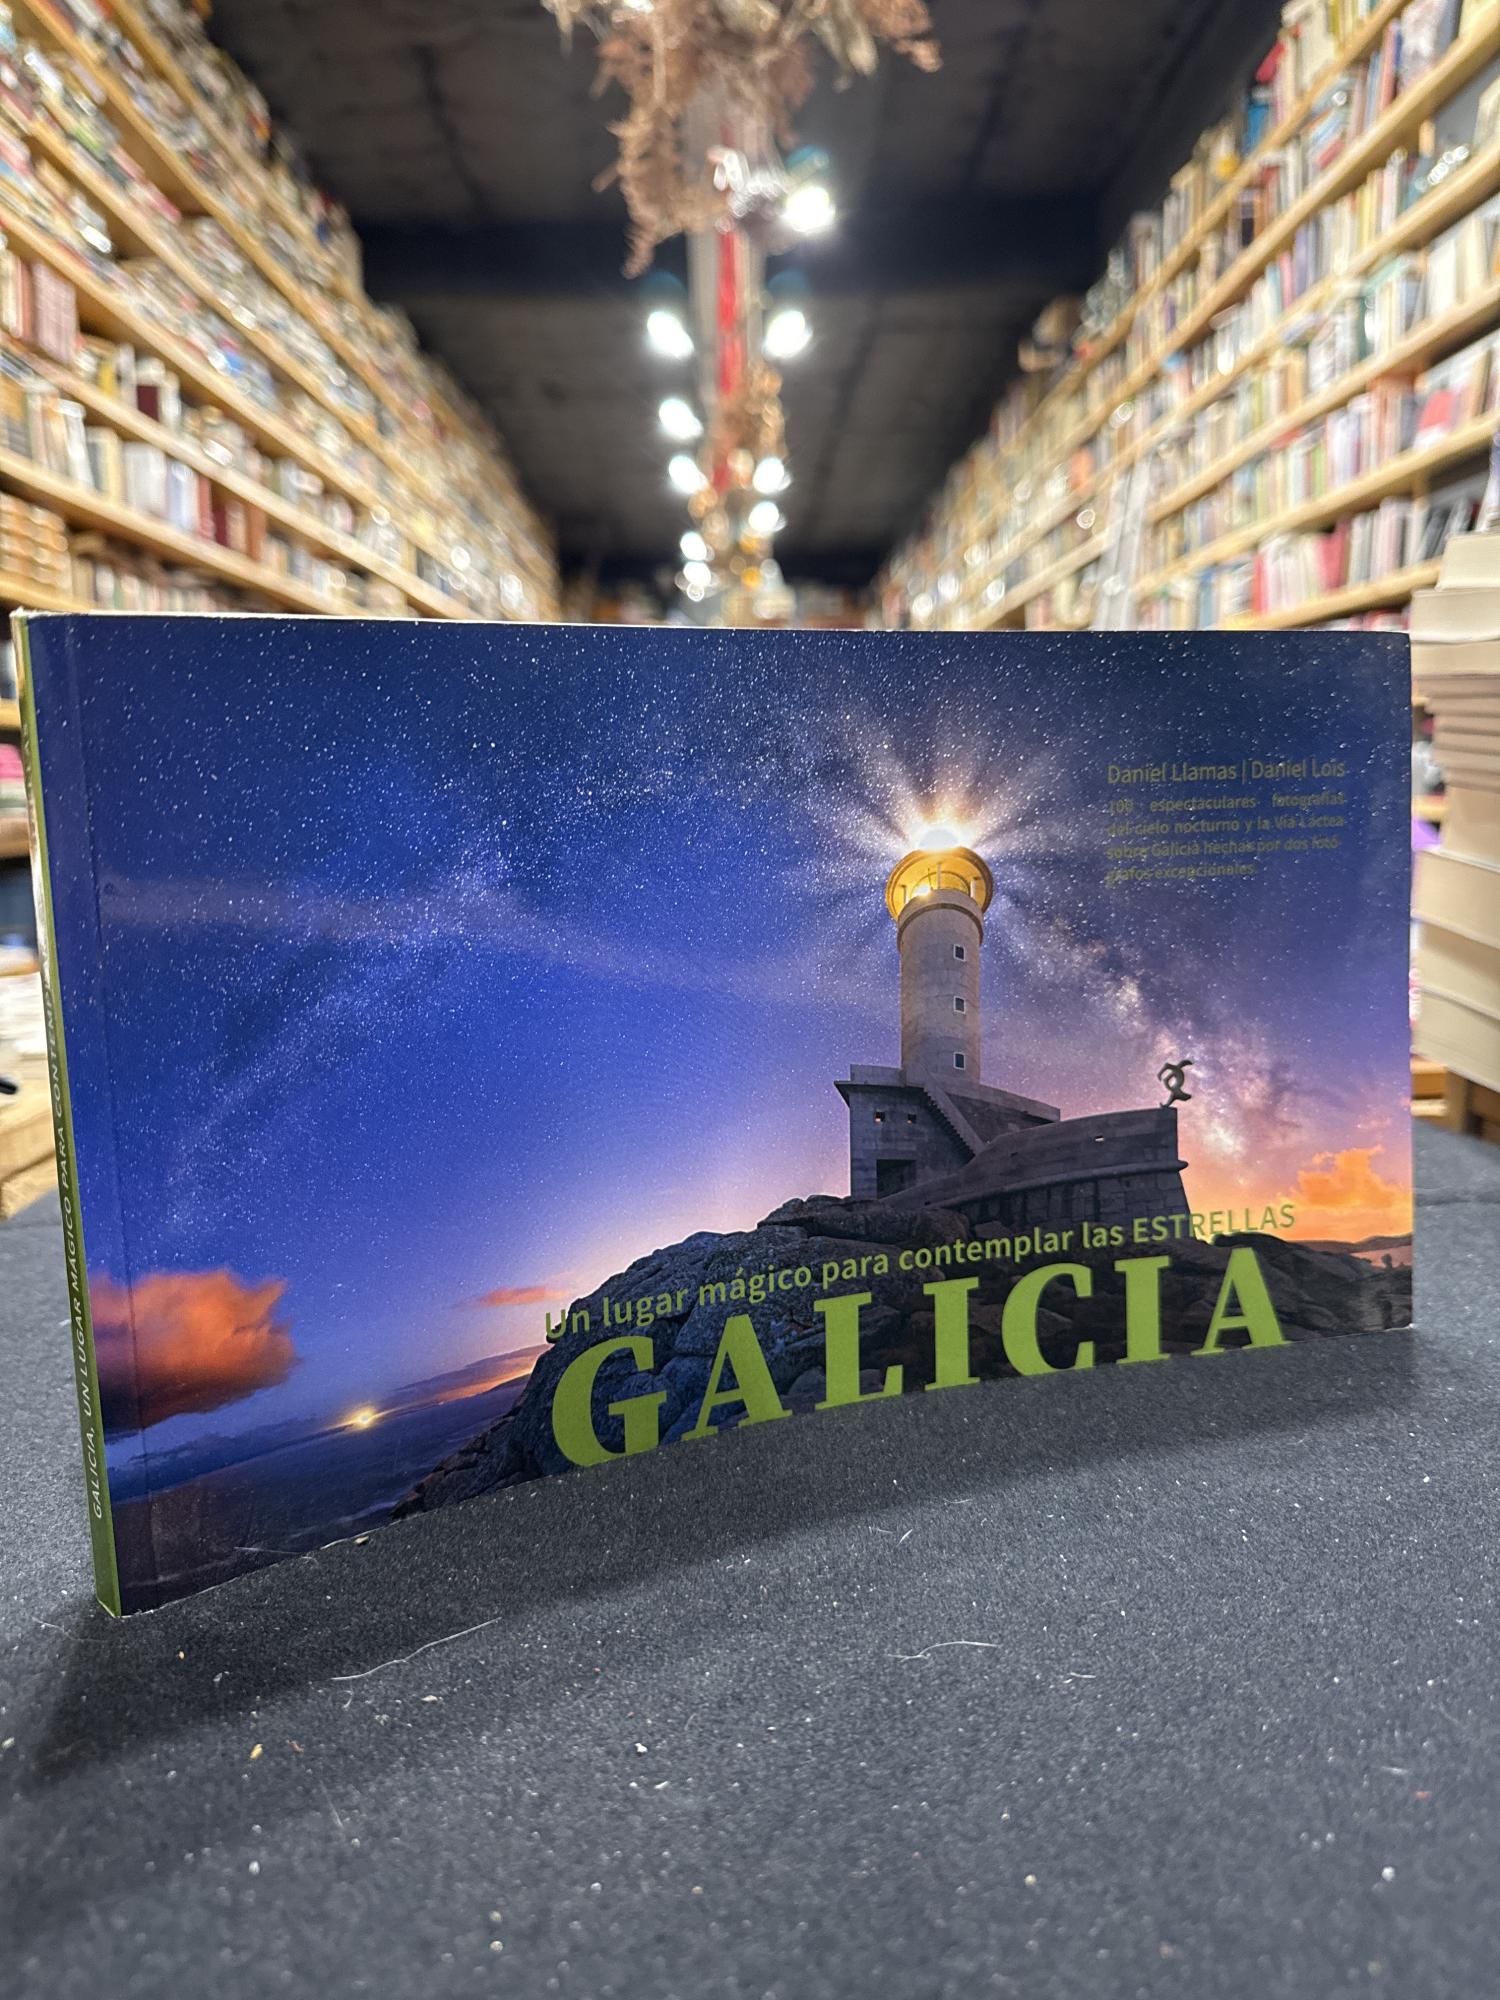 Daniel Llamas | Daniel Lois
100 espectaculares fotografías
del cielo nocturno y la Vía Láctea
sobre Galicia hechas por dos fotó-
grafos excepcionales.
Un lugar mágico para contemplar las ESTRELLAS
GALICIA
GALICIA, UN LUGAR MÁGICO PARA CONTEMPLAR